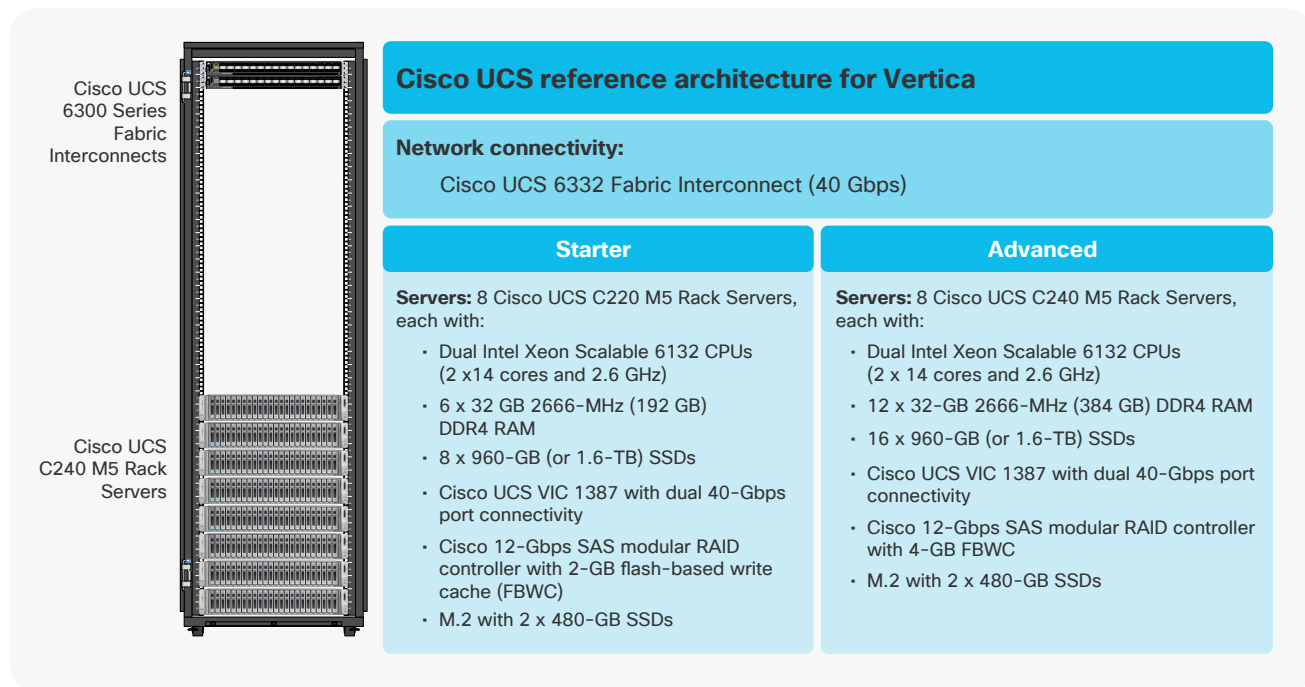 Cisco UCS
6300 Series
Fabric
Interconnects
Cisco UCS
C240 M5 Rack
Servers
Cisco UCS reference architecture for Vertica
Network connectivity:
Cisco UCS 6332 Fabric Interconnect (40 Gbps)
Starter
Servers: 8 Cisco UCS C220 M5 Rack Servers,
each with:
• Dual Intel Xeon Scalable 6132 CPUs
(2 x14 cores and 2.6 GHz)
• 6 x 32 GB 2666-MHz (192 GB)
DDR4 RAM
• 8 x 960-GB (or 1.6-TB) SSDs
• Cisco UCS VIC 1387 with dual 40-Gbps
port connectivity
• Cisco 12-Gbps SAS modular RAID
controller with 2-GB flash-based write
cache (FBWC)
• M.2 with 2 x 480-GB SSDs
Advanced
Servers: 8 Cisco UCS C240 M5 Rack Servers,
each with:
• Dual Intel Xeon Scalable 6132 CPUs
(2 x 14 cores and 2.6 GHz)
• 12 x 32-GB 2666-MHz (384 GB) DDR4 RAM
• 16 x 960-GB (or 1.6-TB) SSDs
• Cisco UCS VIC 1387 with dual 40-Gbps port
connectivity
• Cisco 12-Gbps SAS modular RAID controller
with 4-GB FBWC
• M.2 with 2 x 480-GB SSDs